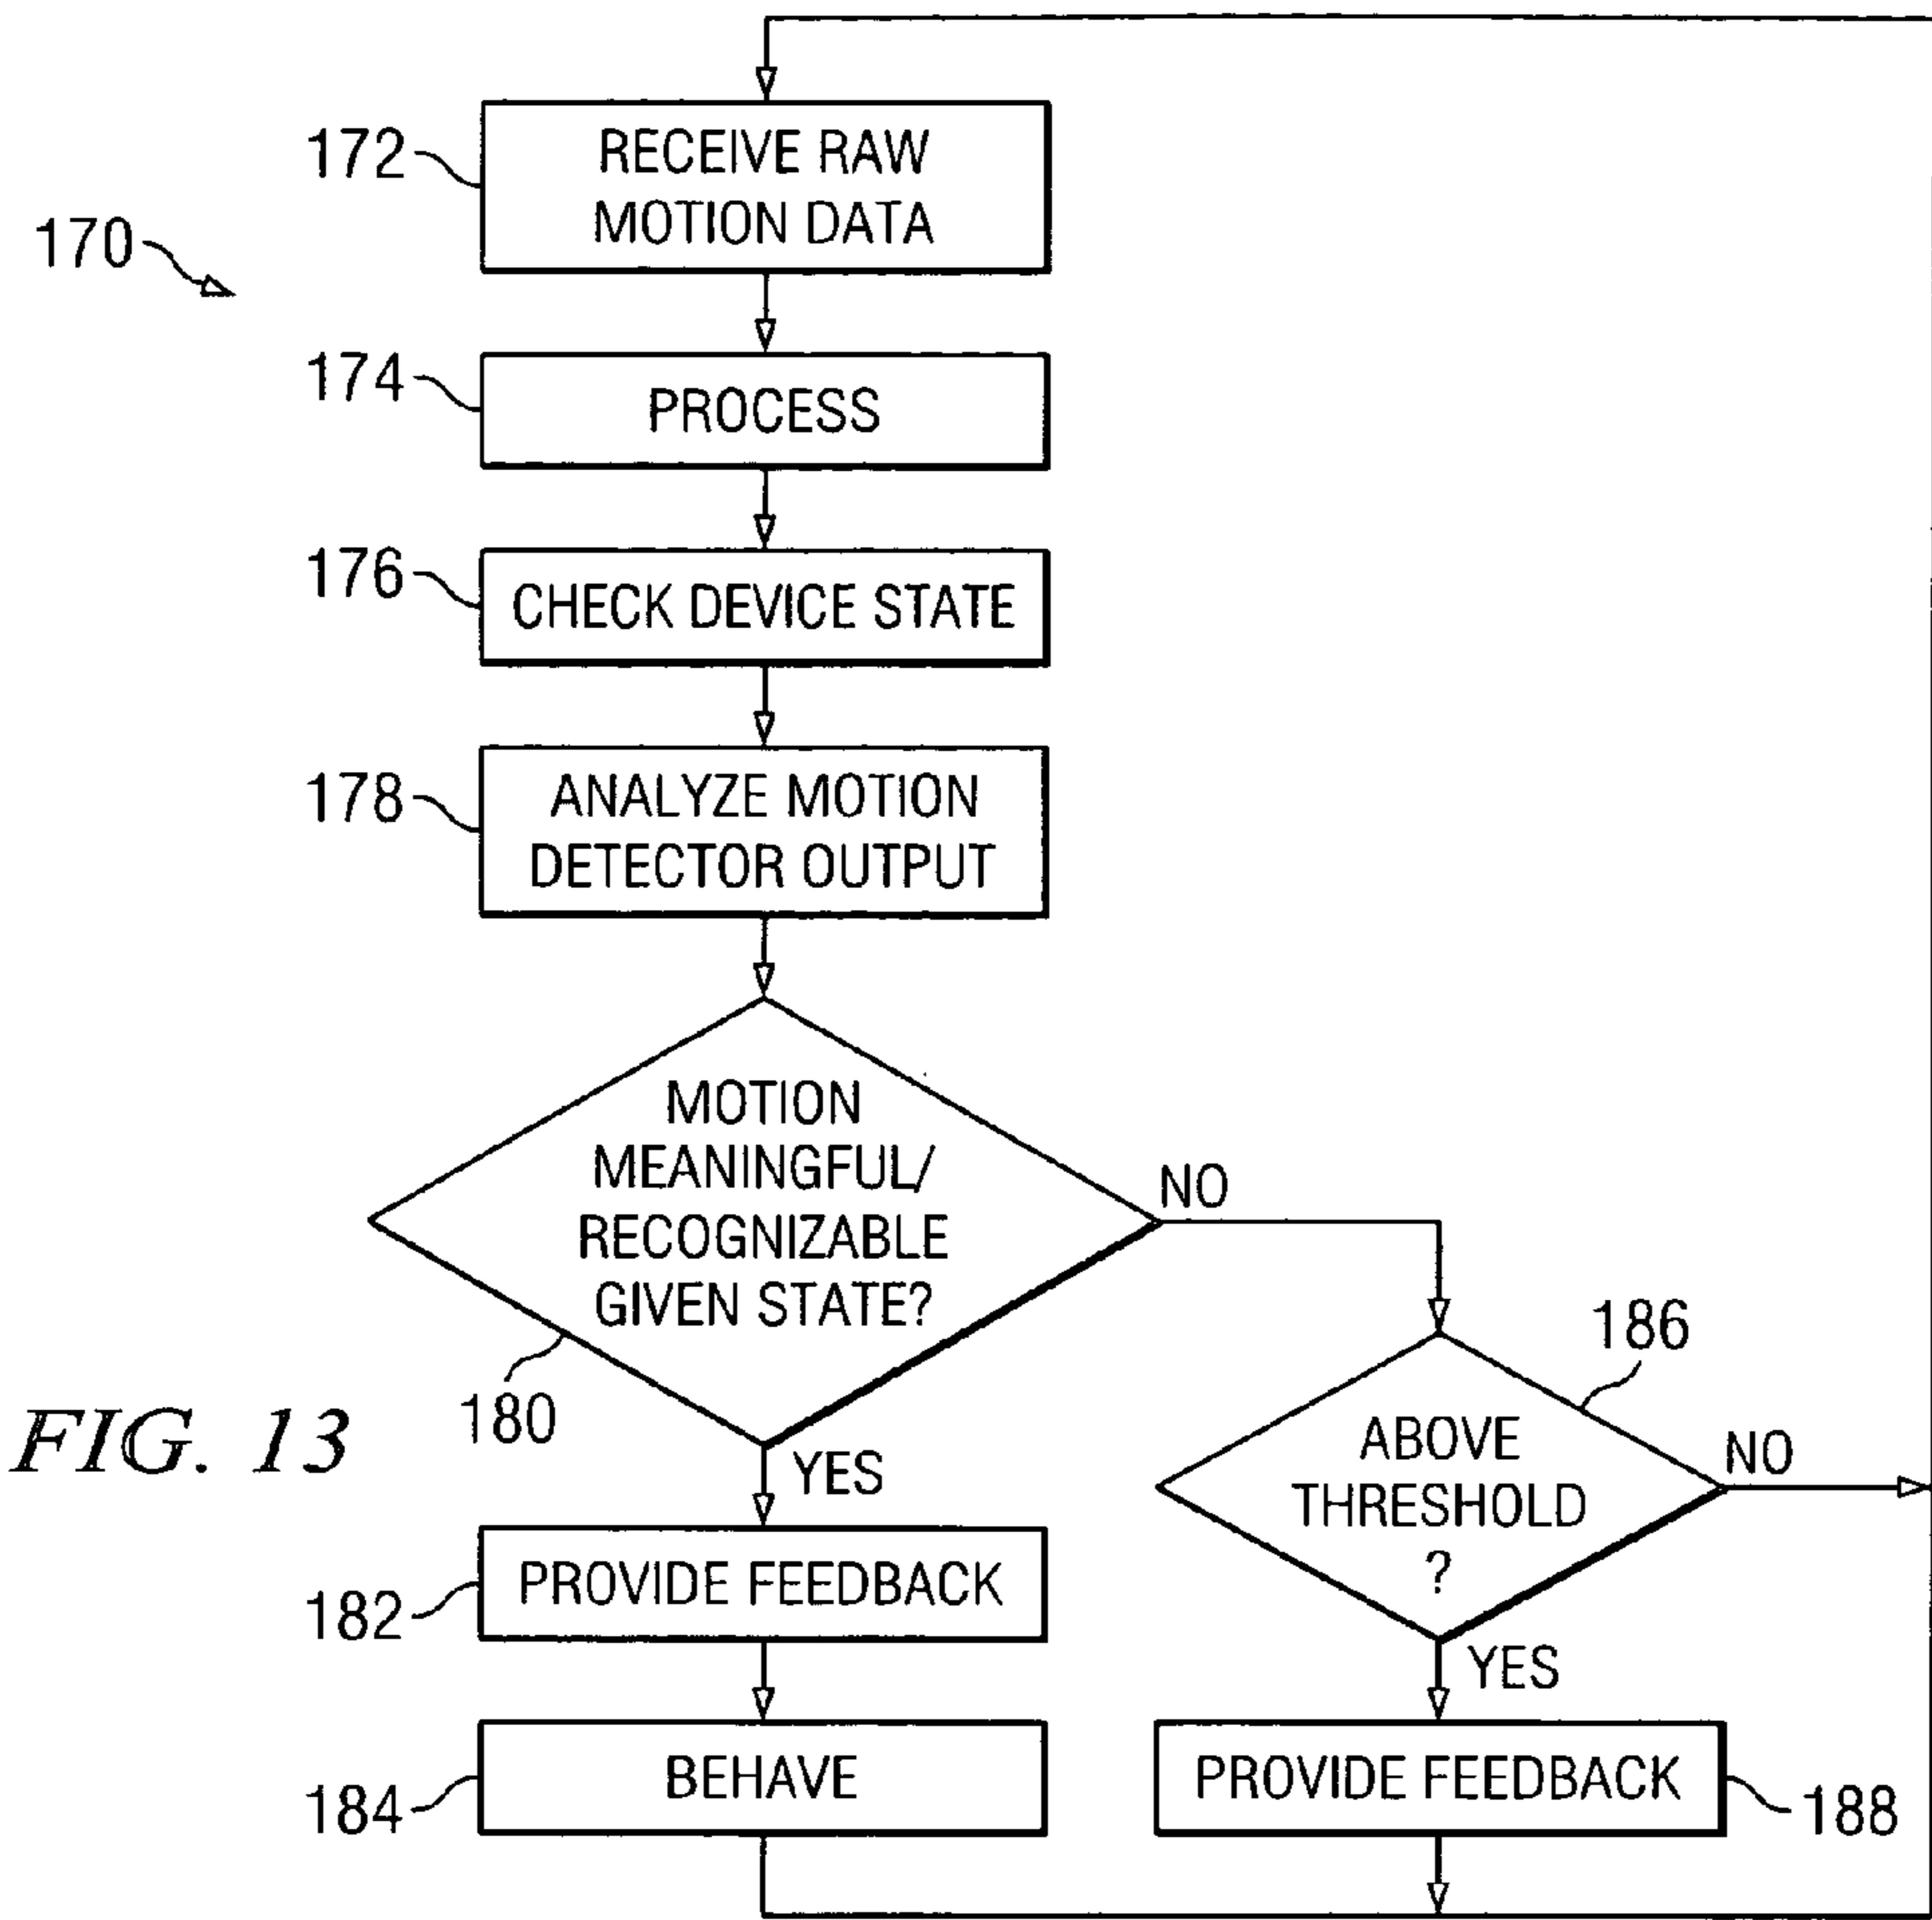 172
RECEIVE RAW
MOTION DATA
170
174
PROCESS
176
CHECK DEVICE STATE
178
ANALYZE MOTION
DETECTOR OUTPUT
MOTION
MEANINGFUL/
RECOGNIZABLE
GIVEN STATE?
NO
180
YES
186
ABOVE
THRESHOLD
?
NO
YES
FIG. 13
182
PROVIDE FEEDBACK
184
BEHAVE
PROVIDE FEEDBACK
188